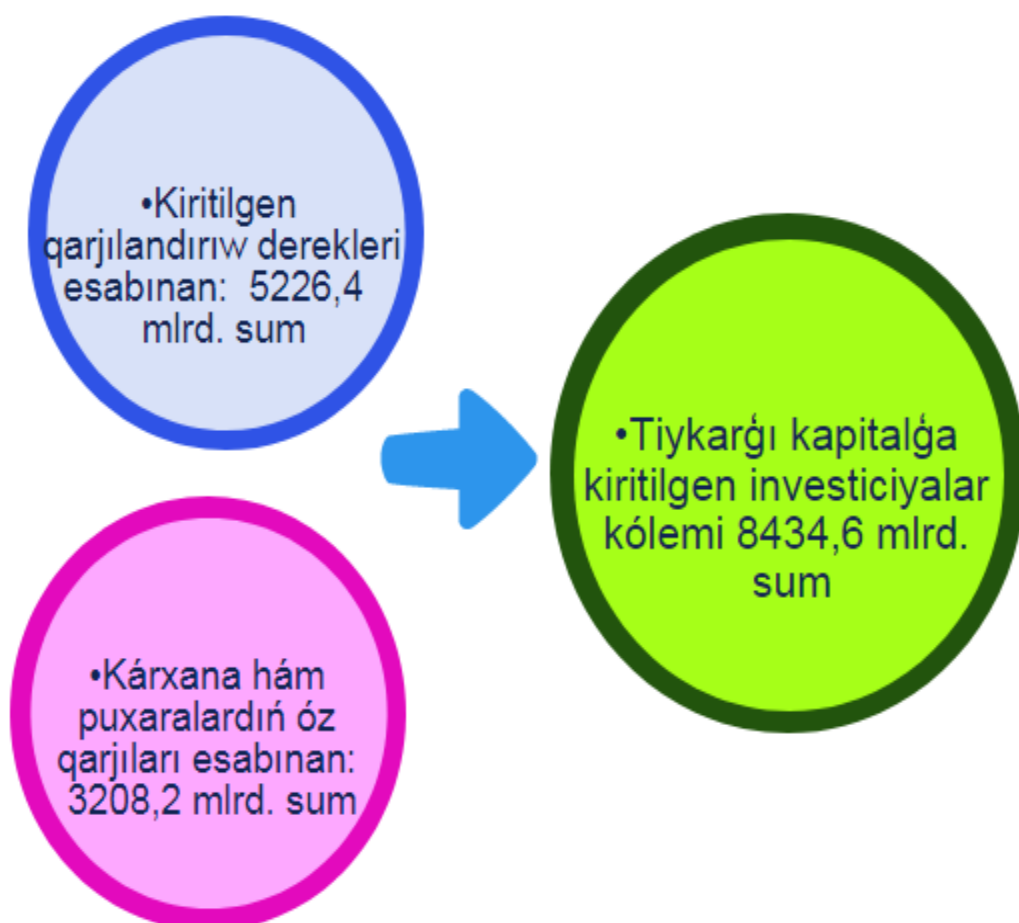 •Kiritilgen
qarjılandırıw derekleri
esabınan:  5226,4
mlrd. sum
•Kárxana hám
puxaralardıń óz
qarjıları esabınan:
3208,2 mlrd. sum
•Tiykarǵı kapitalǵa
kiritilgen investiciyalar
kólemi 8434,6 mlrd.
sum